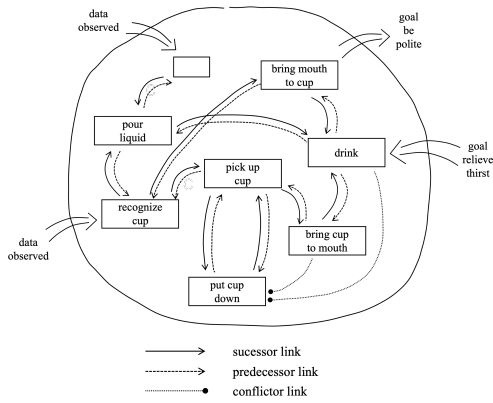 data
observed
goal
be
polite
bring mouth
to cup
pour
liquid
drink
goal
relieve
thirst
pick up
cup
recognize
cup
data
observed
bring cup
to mouth
put cup
down
sucessor link
predecessor link
conflictor link